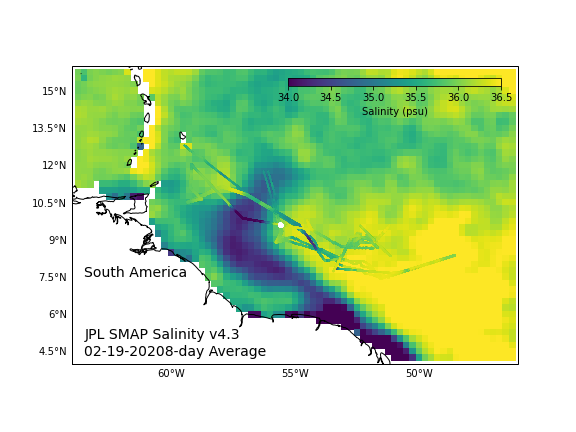 15°N
13.5°N
12°N
10.5°N
9°N
7.5°N
6°N
4.5°N
34.0 34.5 35.0 35.5 36.0 36.5
Salinity (psu)
South America
JPL SMAP Salinity v4.3
02-19-20208-day Average
60°W 55°W 50°W